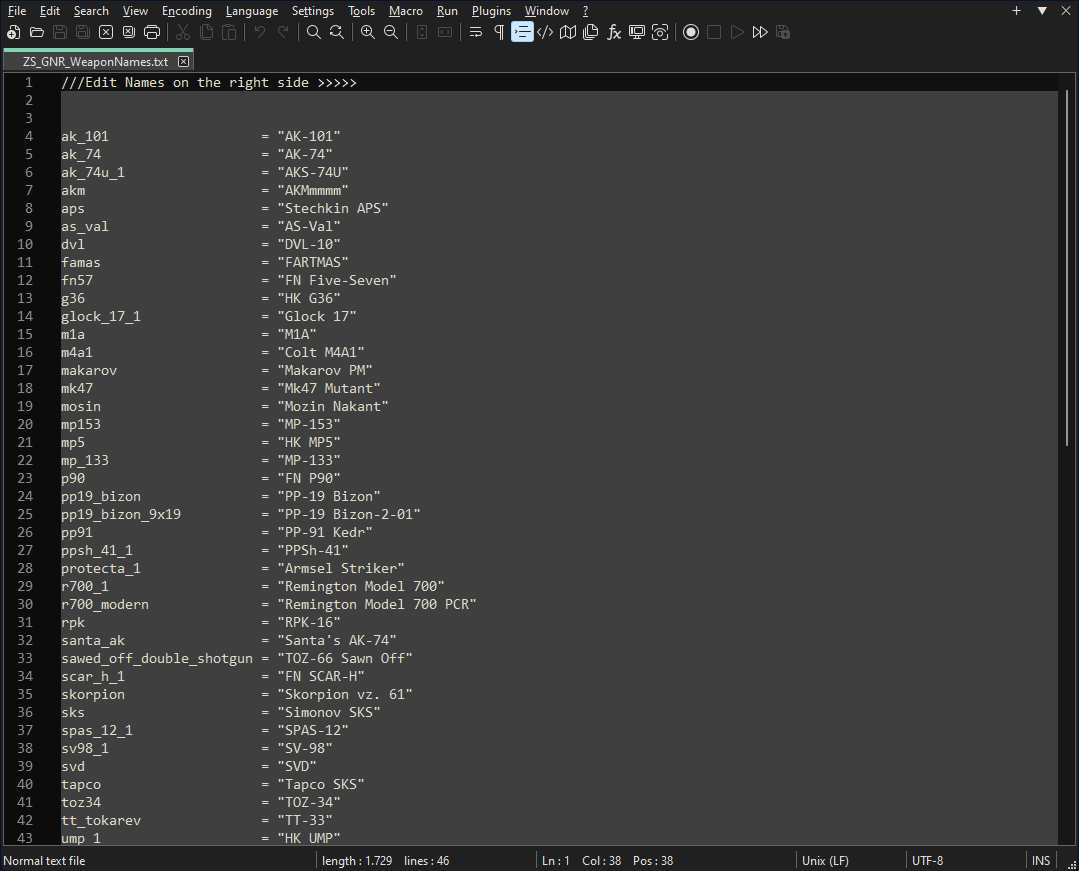 File Edit Search View Encoding Language Settings Tools Macro Run Plugins Window ?
ZS_GNR_WeaponNames.txt
1 ///Edit Names on the right side >>>>>
2
3
4 ak_101 = "AK-101"
5 ak_74 = "AK-74"
6 ak_74u_1 = "AKS-74U"
7 akm = "AKMmmmm"
8 aps = "Stechkin APS"
9 as_val = "AS-Val"
10 dvl = "DVL-10"
11 famas = "FARTMAS"
12 fn57 = "FN Five-Seven"
13 g36 = "HK G36"
14 glock_17_1 = "Glock 17"
15 m1a = "M1A"
16 m4a1 = "Colt M4A1"
17 makarov = "Makarov PM"
18 mk47 = "Mk47 Mutant"
19 mosin = "Mozin Nakant"
20 mp153 = "MP-153"
21 mp5 = "HK MP5"
22 mp_133 = "MP-133"
23 p90 = "FN P90"
24 pp19_bizon = "PP-19 Bizon"
25 pp19_bizon_9x19 = "PP-19 Bizon-2-01"
26 pp91 = "PP-91 Kedr"
27 ppsh_41_1 = "PPSh-41"
28 protecta_1 = "Armsel Striker"
29 r700_1 = "Remington Model 700"
30 r700_modern = "Remington Model 700 PCR"
31 rpk = "RPK-16"
32 santa_ak = "Santa's AK-74"
33 sawed_off_double_shotgun = "TOZ-66 Sawn Off"
34 scar_h_1 = "FN SCAR-H"
35 skorpion = "Skorpion vz. 61"
36 sks = "Simonov SKS"
37 spas_12_1 = "SPAS-12"
38 sv98_1 = "SV-98"
39 svd = "SVD"
40 tapco = "Tapco SKS"
41 toz34 = "TOZ-34"
42 tt_tokarev = "TT-33"
43 ump_1 = "HK UMP"
Normal text file length : 1.729 lines : 46 Ln : 1 Col : 38 Pos : 38 Unix (LF) UTF-8 INS